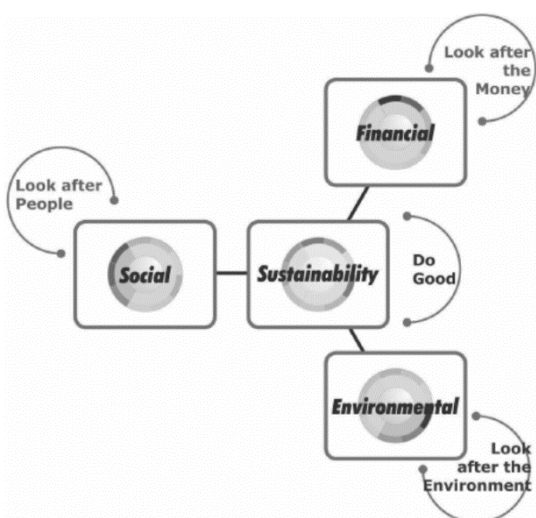 Look after
the
Money
Financial
Look after
People
Social
Sustainability
Do
Good
Environmental
Look
after the
Environment